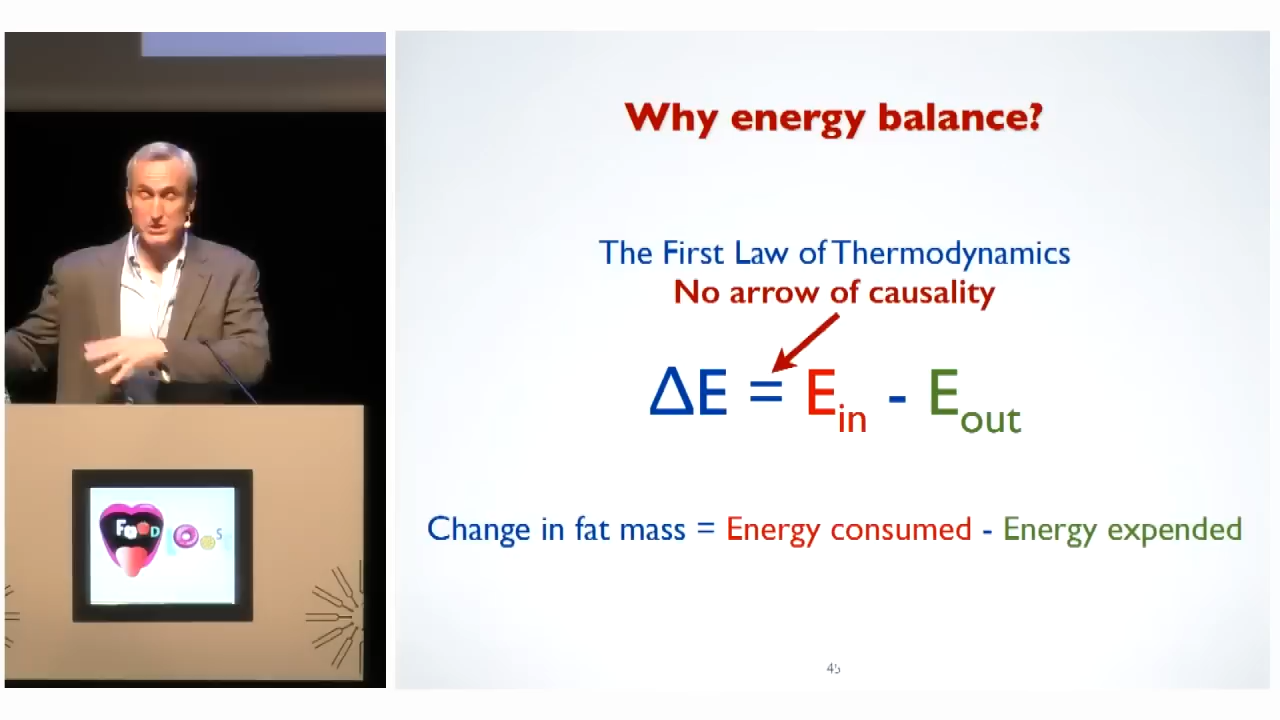 Why energy balance?
The First Law of Thermodynamics
No arrow of causality
ΔE = Ein - Eout
Change in fat mass = Energy consumed - Energy expended
45